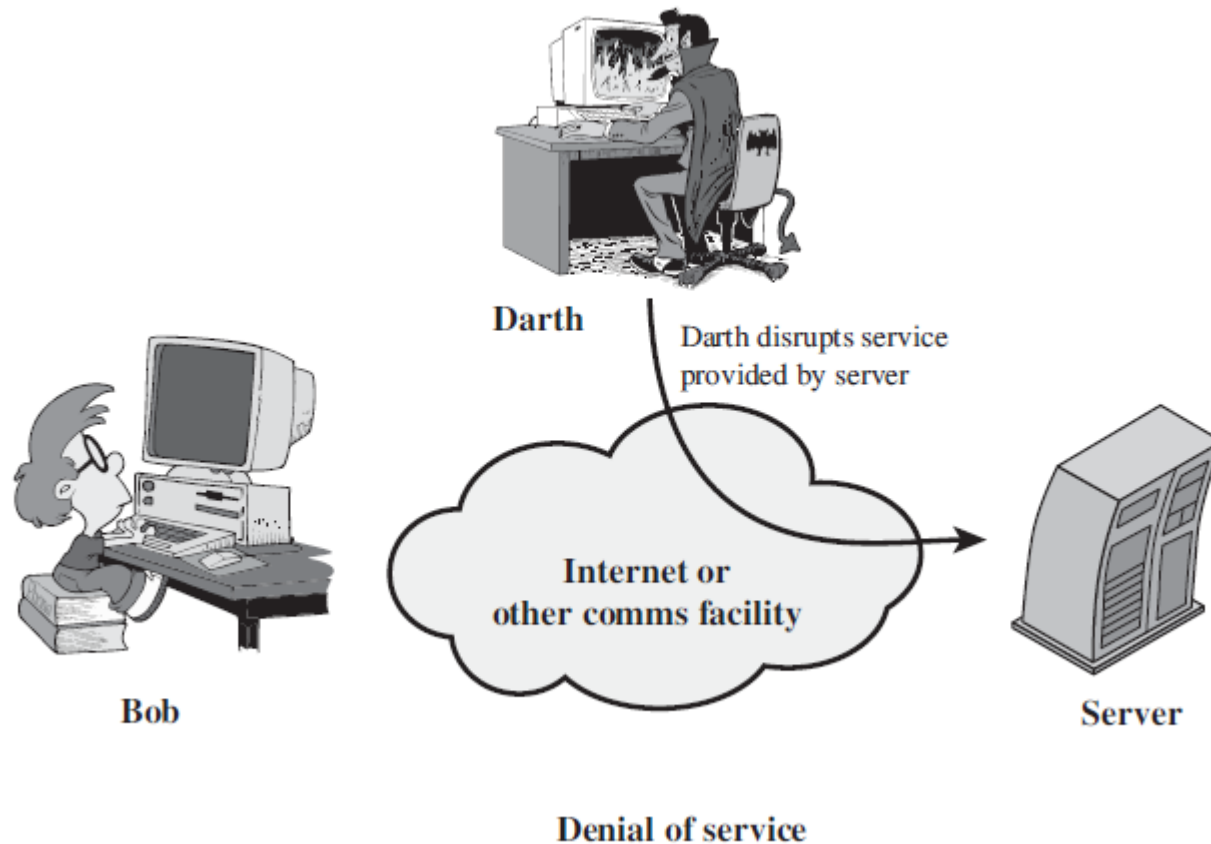 Darth
Darth disrupts service
provided by server
Internet or
other comms facility
Bob
Server
Denial of service